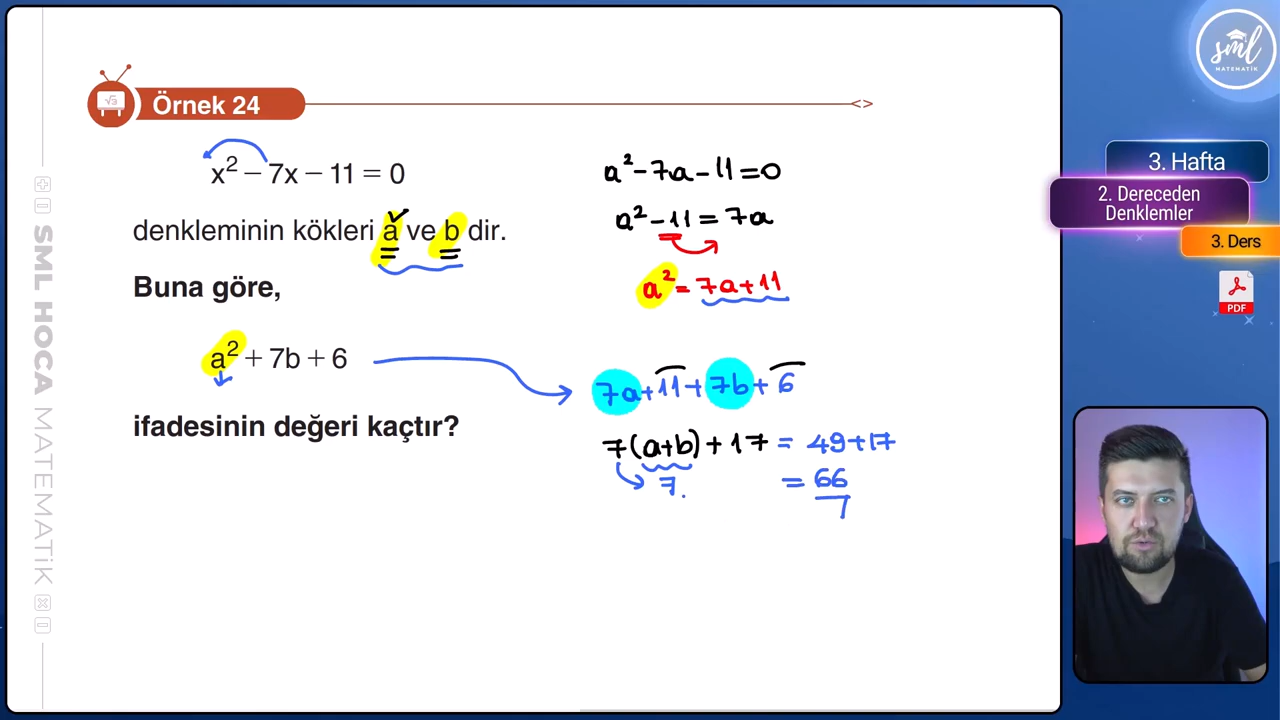 Örnek 24
<>
x² − 7x − 11 = 0
denkleminin kökleri a ve b dir.
Buna göre,
a² + 7b + 6
ifadesinin değeri kaçtır?
a² - 7a - 11 = 0
a² - 11 = 7a
a² = 7a + 11
7a + 11 + 7b + 6
7(a+b) + 17 = 49 + 17
7.
= 66
SML HOCA MATEMATİK
sml
MATEMATİK
3. Hafta
2. Dereceden
Denklemler
3. Ders
PDF
√3